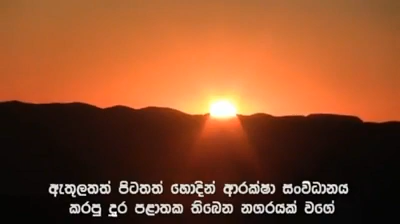 ඇතුලතත් පිටතත් හොදින් ආරක්ෂා සංවිධානය
කරපු දුර පළාතක තිබෙන නගරයක් වගේ